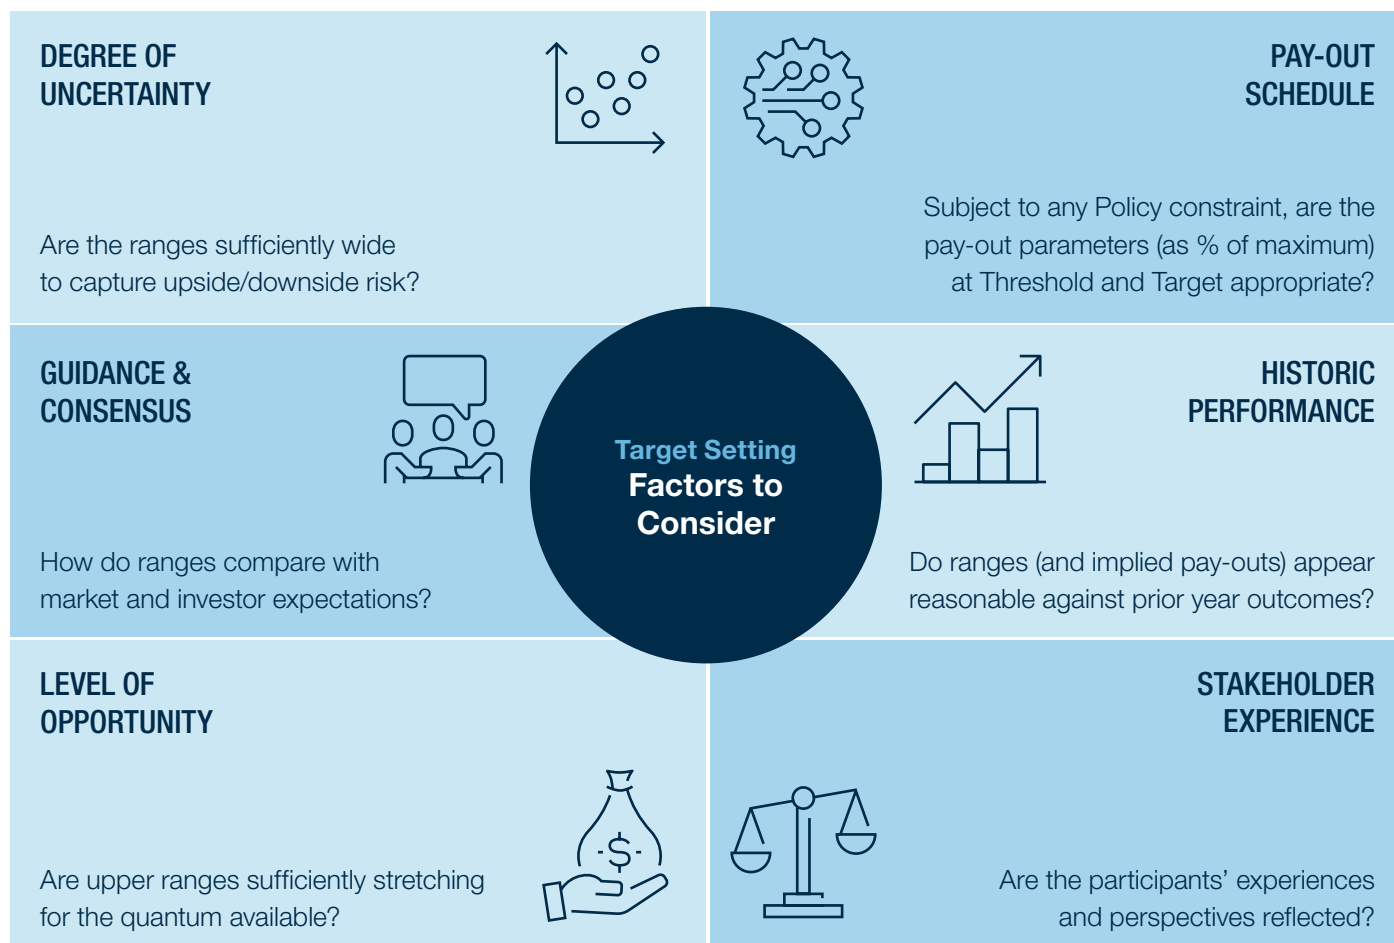 DEGREE OF
UNCERTAINTY
Are the ranges sufficiently wide
to capture upside/downside risk?
PAY-OUT
SCHEDULE
Subject to any Policy constraint, are the
pay-out parameters (as % of maximum)
at Threshold and Target appropriate?
GUIDANCE &
CONSENSUS
How do ranges compare with
market and investor expectations?
Target Setting
Factors to
Consider
HISTORIC
PERFORMANCE
Do ranges (and implied pay-outs) appear
reasonable against prior year outcomes?
LEVEL OF
OPPORTUNITY
$
Are upper ranges sufficiently stretching
for the quantum available?
STAKEHOLDER
EXPERIENCE
Are the participants’ experiences
and perspectives reflected?